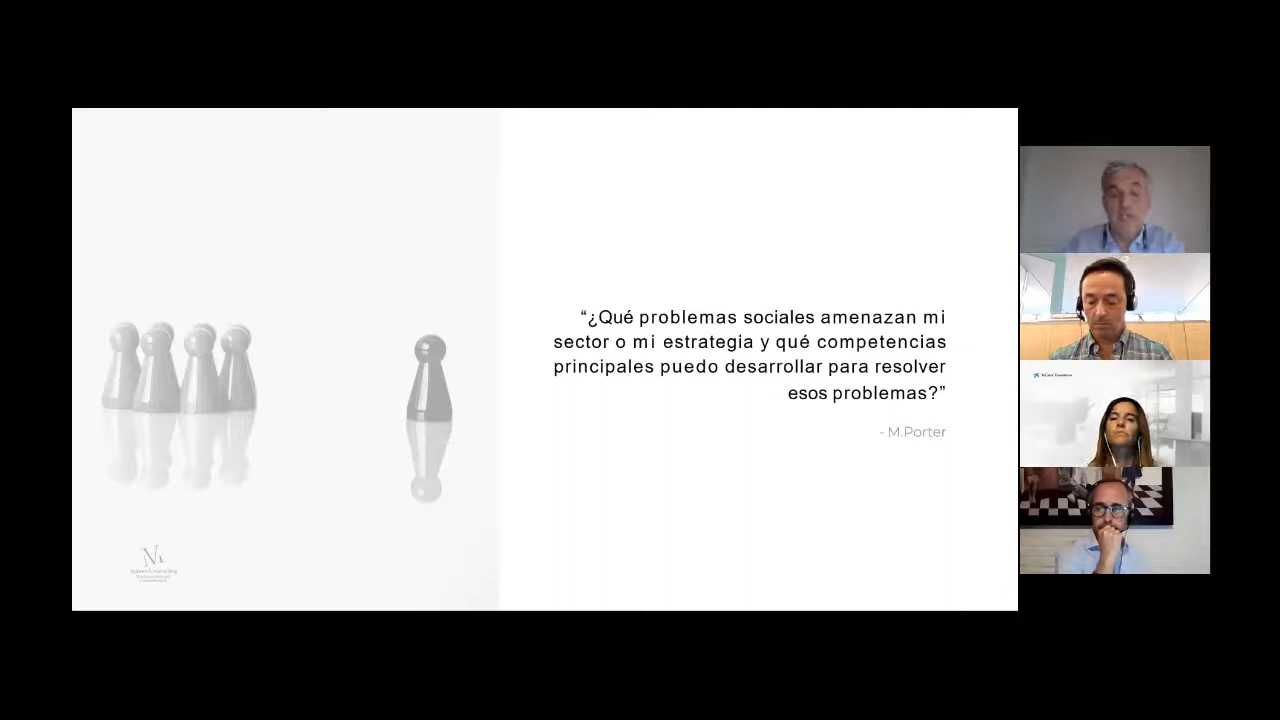 “¿Qué problemas sociales amenazan mi
sector o mi estrategia y qué competencias
principales puedo desarrollar para resolver
esos problemas?”
- M.Porter